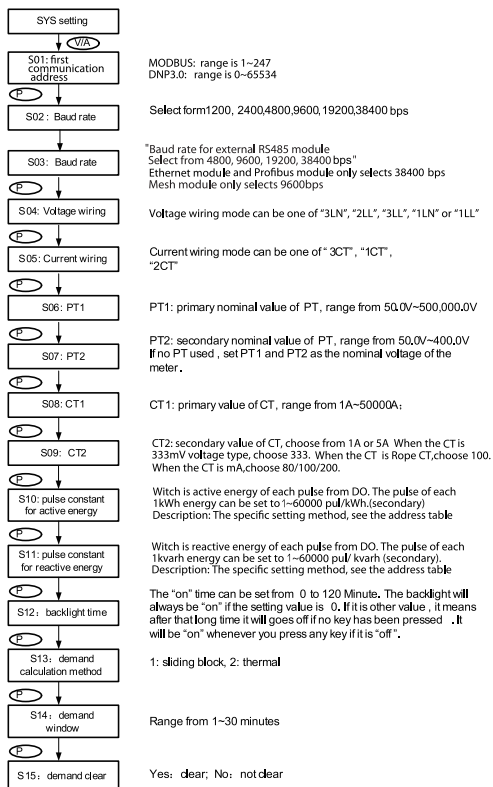 SYS setting
V/A
S01: first
communication
address
MODBUS: range is 1~247
DNP3.0: range is 0~65534
P
S02 : Baud rate
Select form1200, 2400,4800,9600,19200,38400 bps
S03: Baud rate
"Baud rate for external RS485 module
Select from 4800, 9600, 19200, 38400 bps"
Ethernet module and Profibus module only selects 38400 bps
Mesh module only selects 9600bps
P
S04: Voltage wiring
Voltage wiring mode can be one of "3LN", "2LL", "3LL", "1LN" or "1LL"
P
S05: Current wiring
Current wiring mode can be one of " 3CT", "1CT" ,
"2CT"
P
S06: PT1
PT1: primary nominal value of PT, range from 50.0V~500,000.0V
P
S07: PT2
PT2: secondary nominal value of PT, range from 50.0V~400.0V
If no PT used , set PT1 and PT2 as the nominal voltage of the
meter.
P
S08: CT1
CT1: primary value of CT, range from 1A~50000A;
P
S09: CT2
CT2: secondary value of CT, choose from 1A or 5A When the CT is
333mV voltage type, choose 333. When the CT is Rope CT,choose 100.
When the CT is mA,choose 80/100/200.
P
S10: pulse constant
for active energy
Witch is active energy of each pulse from DO. The pulse of each
1kWh energy can be set to 1~60000 pul/kWh.(secondary)
Description: The specific setting method, see the address table
P
S11: pulse constant
for reactive energy
Witch is reactive energy of each pulse from DO. The pulse of each
1kvarh energy can be set to 1~60000 pul/ kvarh (secondary).
Description: The specific setting method, see the address table
P
S12: backlight time
The "on" time can be set from 0 to 120 Minute. The backlight will
always be "on" if the setting value is 0. If it is other value , it means
after that long time it will goes off if no key has been pressed . It
will be "on" whenever you press any key if it is "off ".
P
S13: demand
calculation method
1: sliding block, 2: thermal
P
S14: demand
window
Range from 1~30 minutes
P
S15: demand clear
Yes: clear; No: not clear